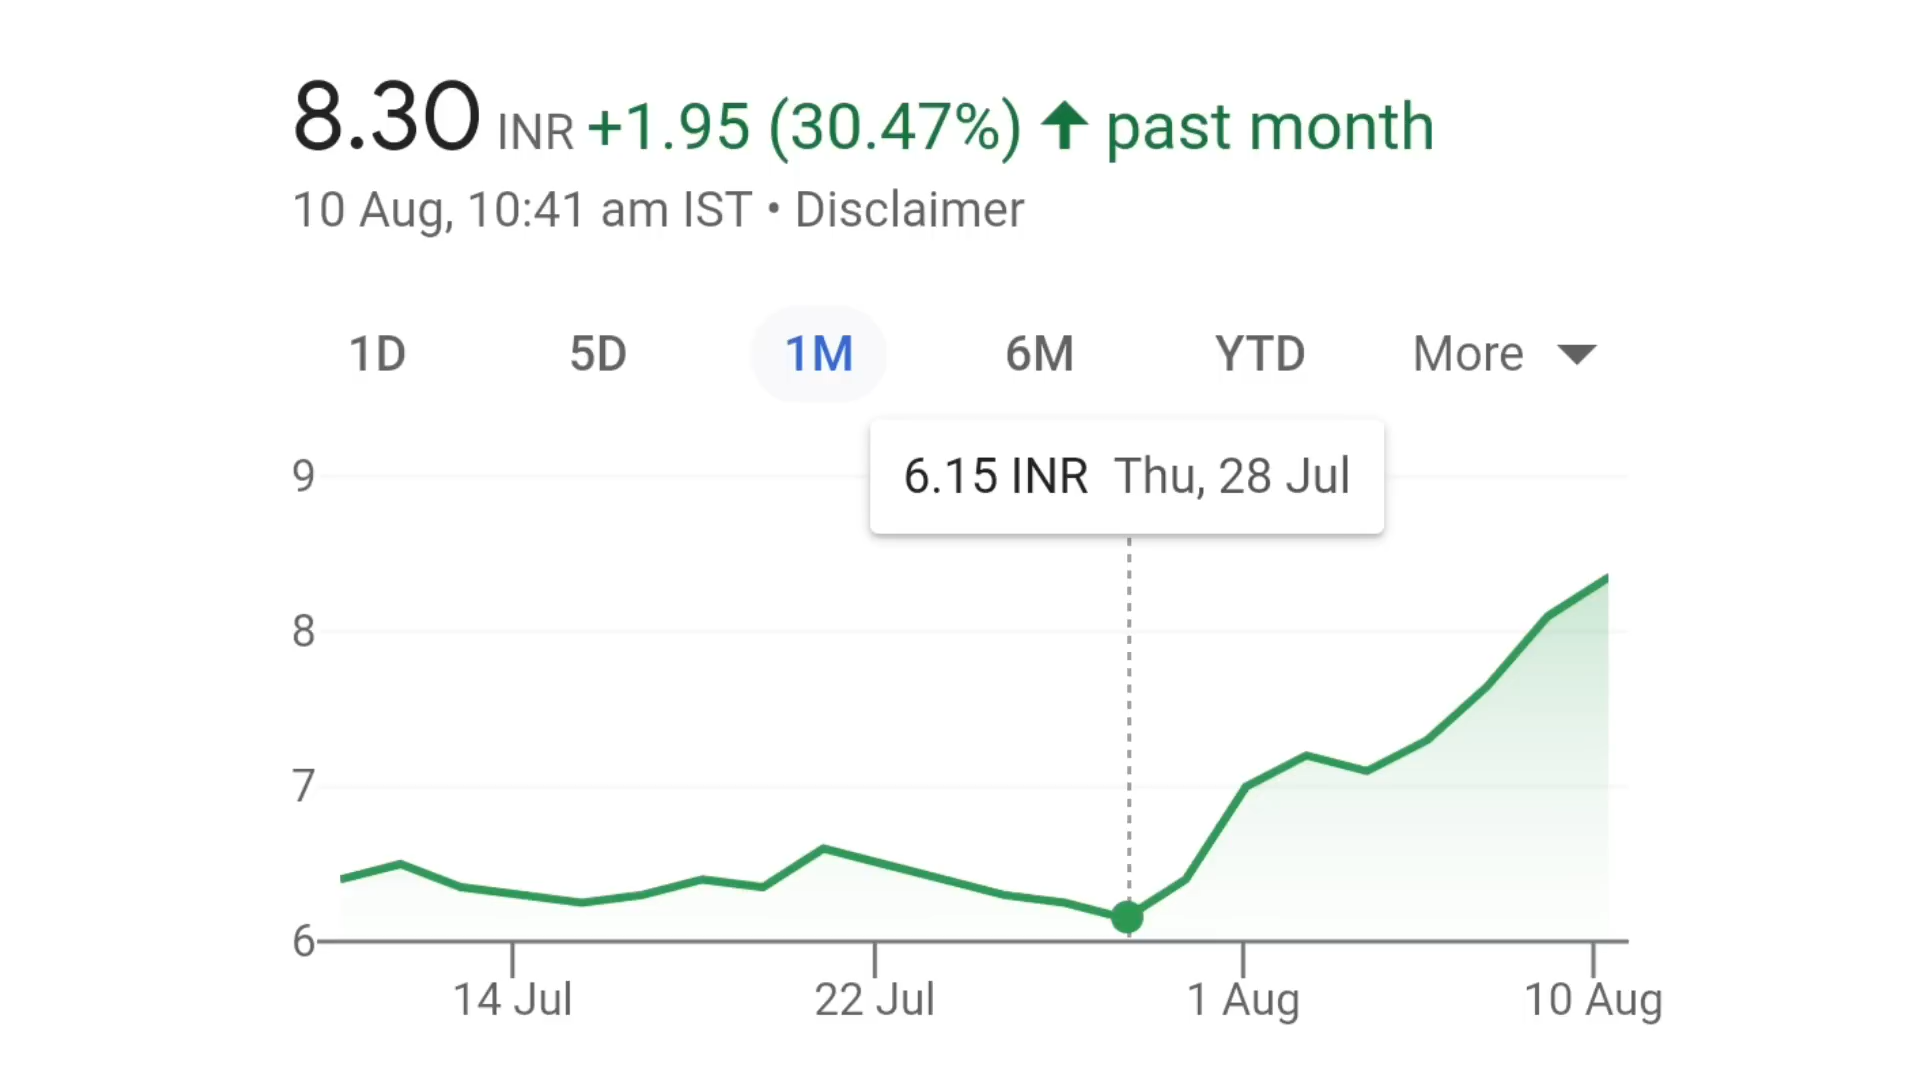 8.30 INR +1.95 (30.47%) ↑ past month
10 Aug, 10:41 am IST • Disclaimer
1D 5D 1M 6M YTD More
6.15 INR Thu, 28 Jul
9
8
7
6
14 Jul 22 Jul 1 Aug 10 Aug